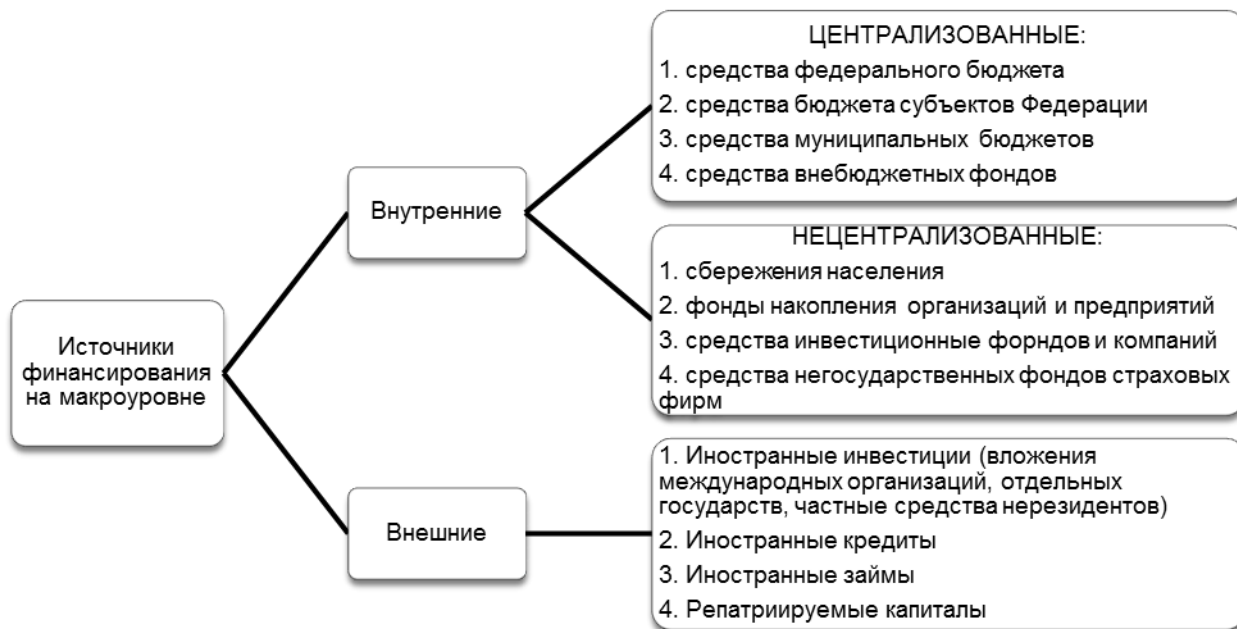 ЦЕНТРАЛИЗОВАННЫЕ:
1. средства федерального бюджета
2. средства бюджета субъектов Федерации
3. средства муниципальных бюджетов
4. средства внебюджетных фондов
Внутренние
НЕЦЕНТРАЛИЗОВАННЫЕ:
1. сбережения населения
2. фонды накопления организаций и предприятий
3. средства инвестиционные форндов и компаний
4. средства негосударственных фондов страховых
фирм
Источники
финансирования
на макроуровне
1. Иностранные инвестиции (вложения
международных организаций, отдельных
государств, частные средства нерезидентов)
2. Иностранные кредиты
3. Иностранные займы
4. Репатриируемые капиталы
Внешние